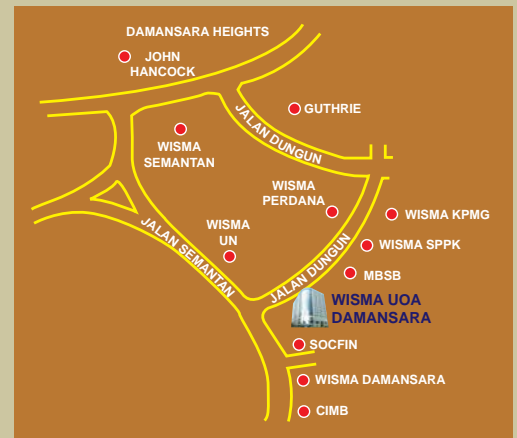 DAMANSARA HEIGHTS
JOHN
HANCOCK
GUTHRIE
JALAN DUNGUN
WISMA
SEMANTAN
WISMA
PERDANA
WISMA KPMG
JALAN SEMANTAN
WISMA
UN
WISMA SPPK
JALAN DUNGUN
MBSB
WISMA UOA
DAMANSARA
SOCFIN
WISMA DAMANSARA
CIMB